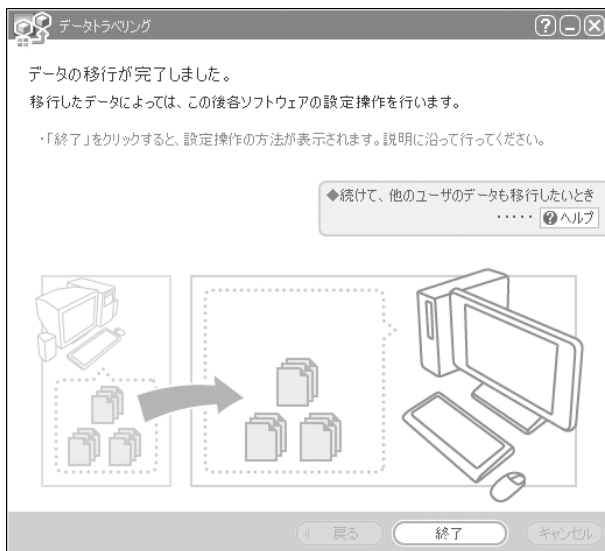 データトラベリング
データの移行が完了しました。
移行したデータによっては、この後各ソフトウェアの設定操作を行います。
・「終了」をクリックすると、設定操作の方法が表示されます。説明に沿って行ってください。
◆続けて、他のユーザのデータも移行したいとき
・・・・・ ?ヘルプ
戻る 終了 キャンセル